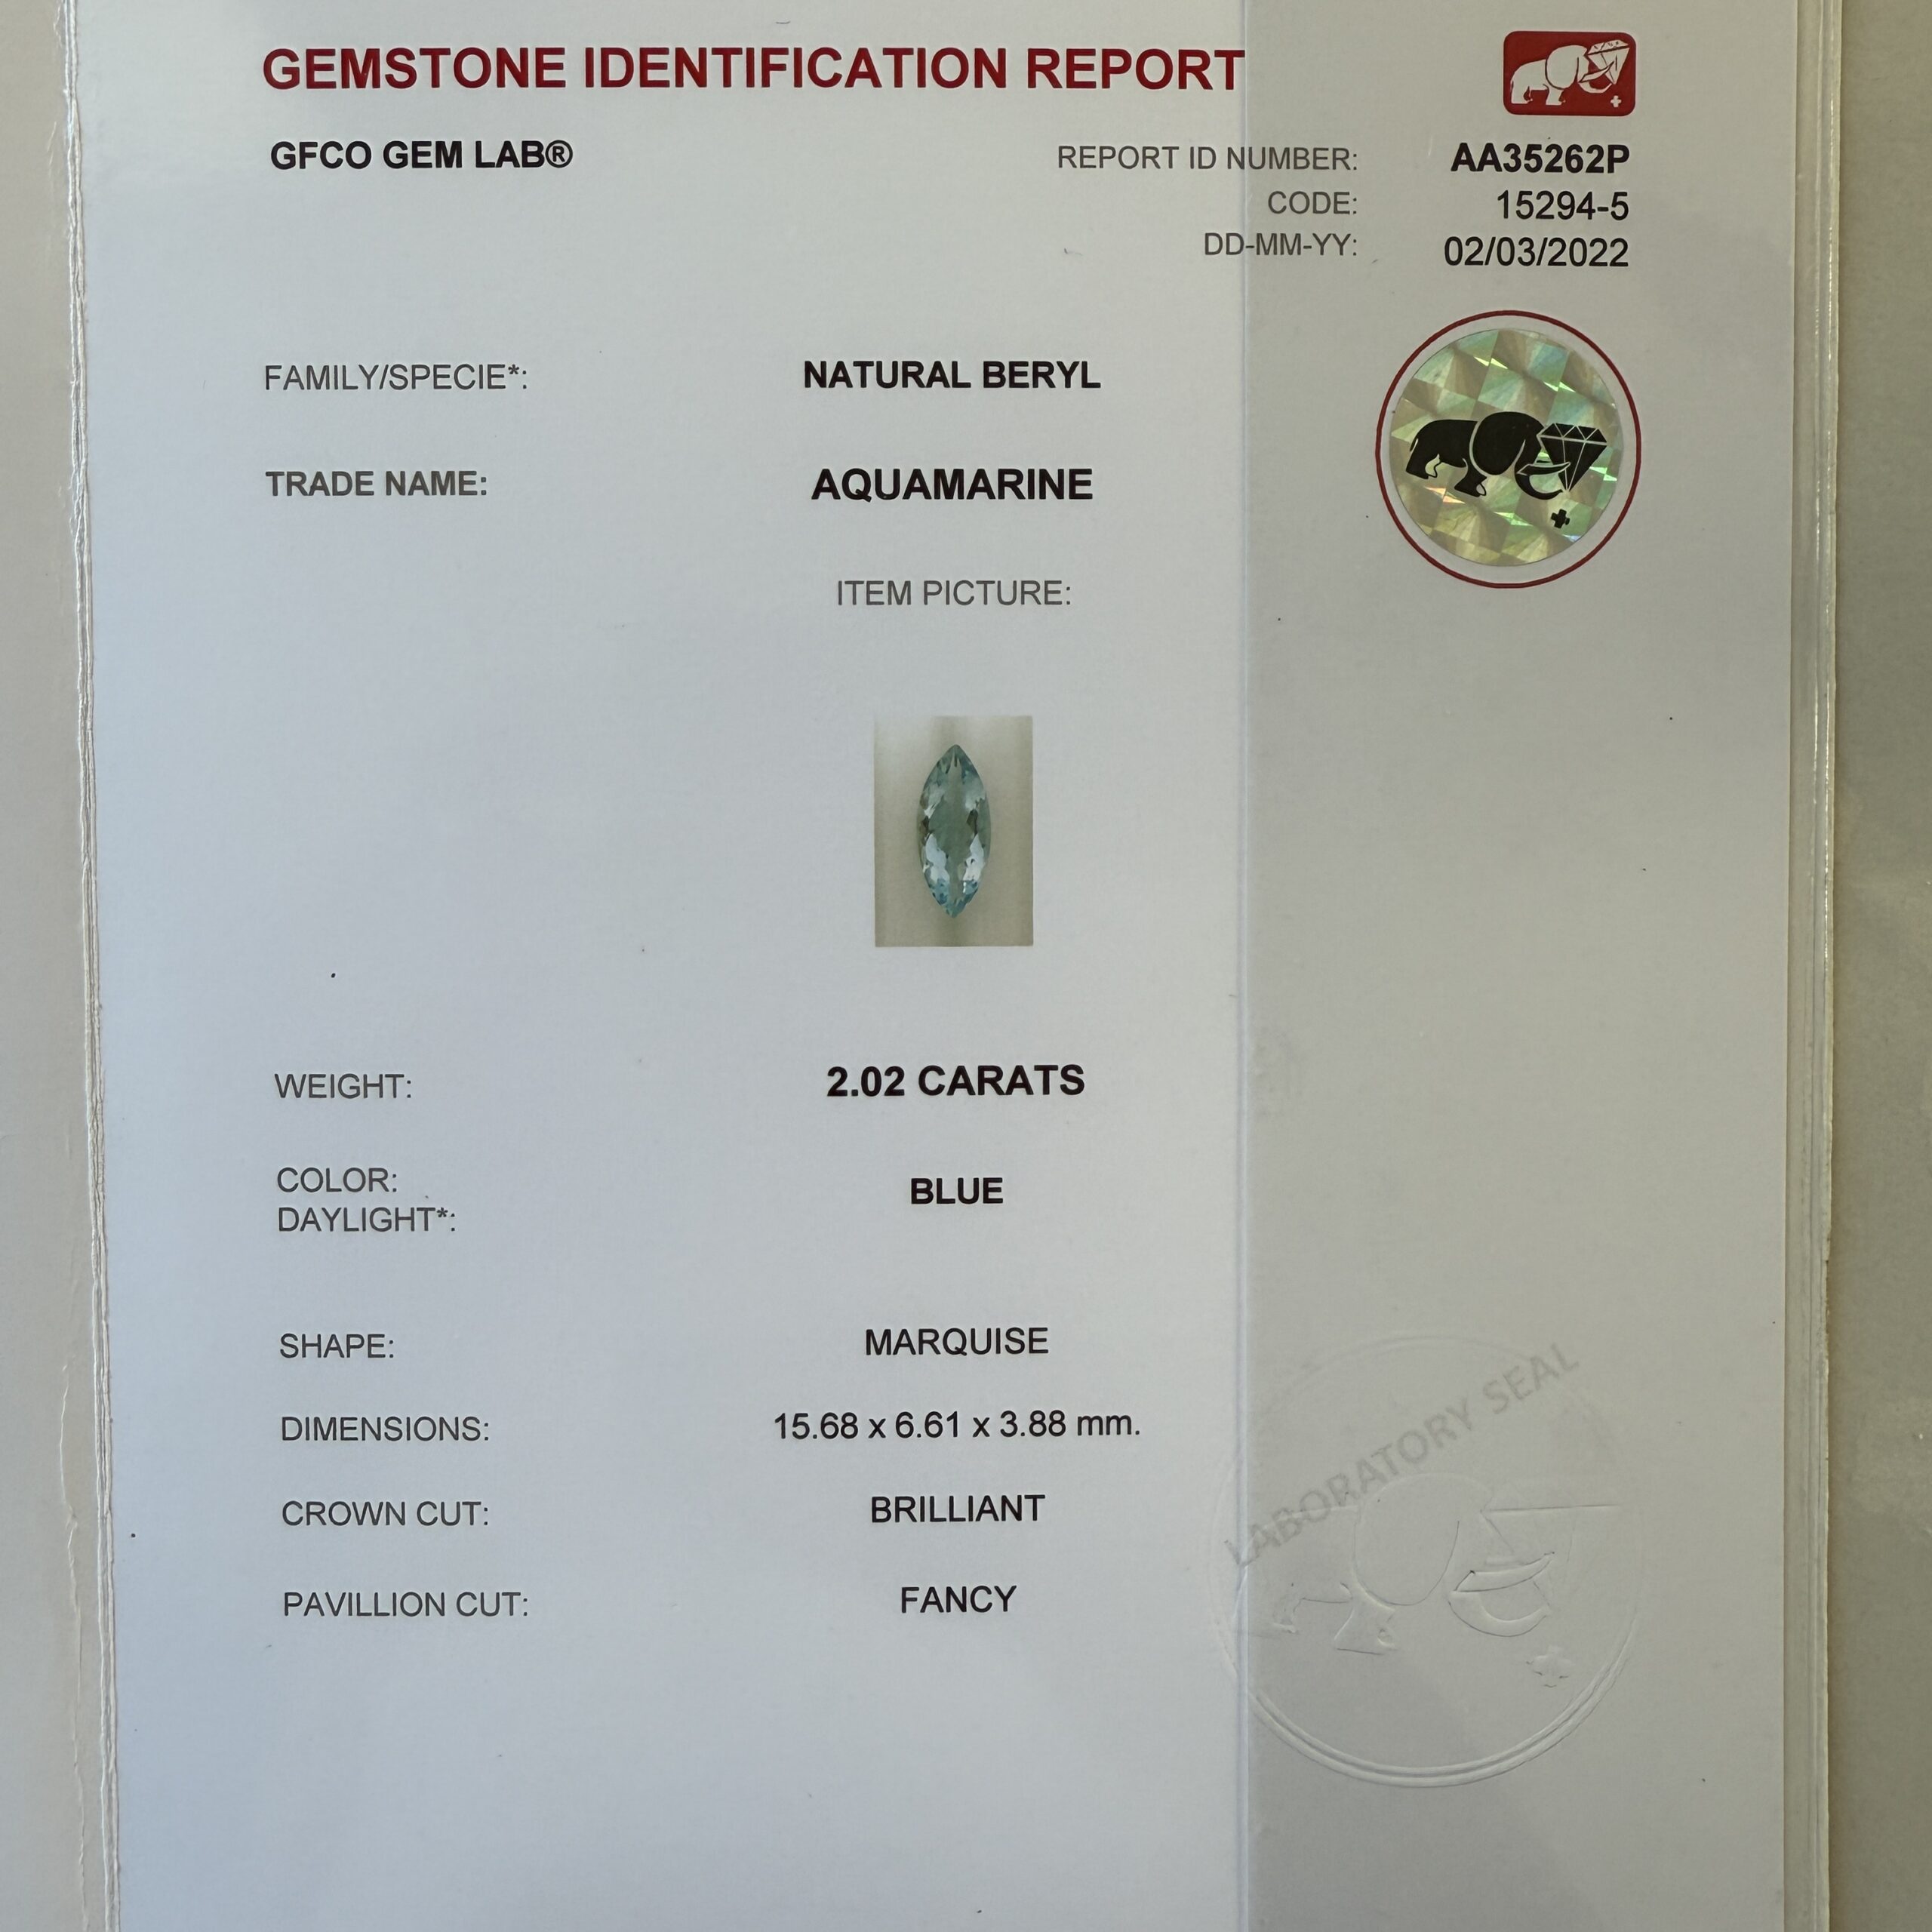 GEMSTONE IDENTIFICATION REPORT
GFCO GEM LAB®
REPORT ID NUMBER: AA35262P
CODE: 15294-5
DD-MM-YY: 02/03/2022
FAMILY/SPECIE*: NATURAL BERYL
TRADE NAME: AQUAMARINE
ITEM PICTURE:
WEIGHT: 2.02 CARATS
COLOR:
DAYLIGHT*: BLUE
SHAPE: MARQUISE
DIMENSIONS: 15.68 x 6.61 x 3.88 mm.
CROWN CUT: BRILLIANT
PAVILLION CUT: FANCY
LABORATORY SEAL